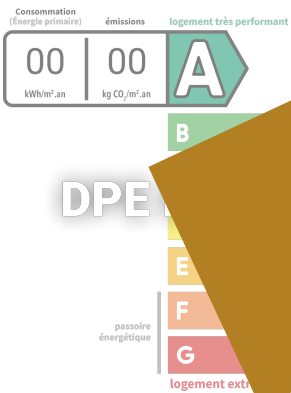 Consommation
(Énergie primaire)
émissions
logement très performant
00
00
A
kWh/m².an
kg CO₂/m².an
B
DPE
E
F
passoire
énergétique
G
logement